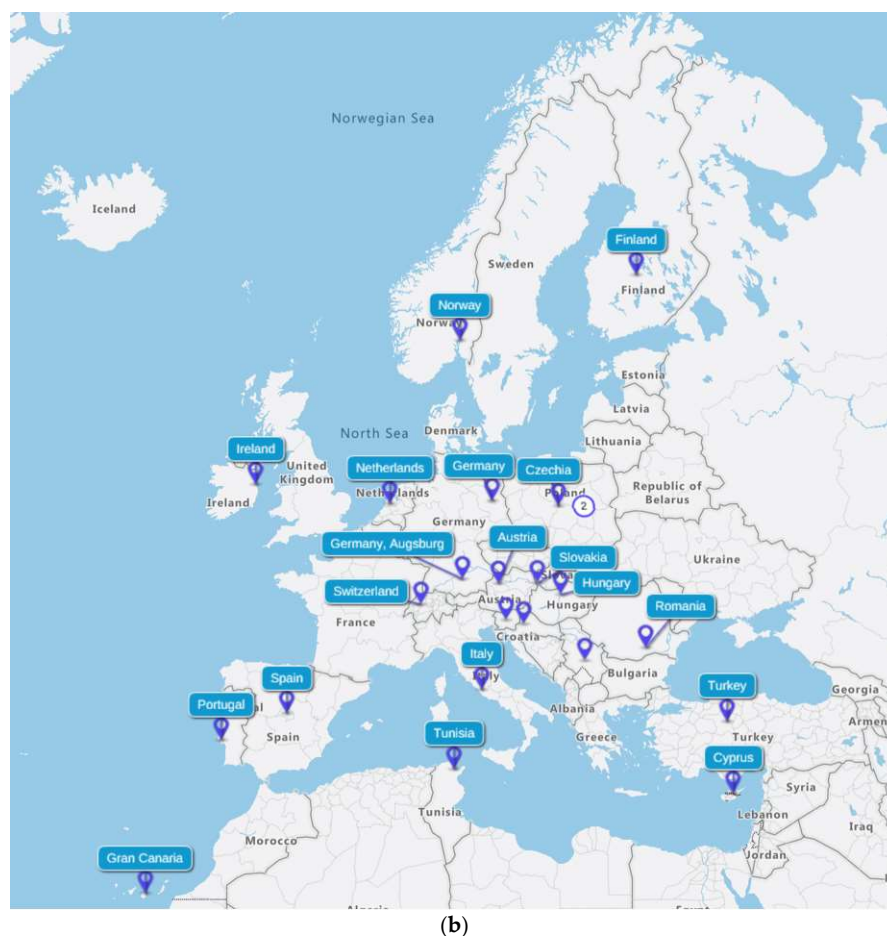 Norwegian Sea
Iceland
Finland
Sweden
Finland
Norway
Norway
Estonia
Latvia
North Sea
Denmark
Lithuania
Ireland
United
Kingdom
Netherlands
Germany
Czechia
Republic of
Belarus
Ireland
Netherlands
Poland
2
Germany
Germany, Augsburg
Austria
Slovakia
Ukraine
Switzerland
Hungary
Austria
Hungary
Romania
France
Croatia
Italy
Italy
Bulgaria
Spain
Turkey
Georgia
Portugal
Albania
Tunisia
Spain
Greece
Turkey
Armen
Cyprus
Syria
Tunisia
Lebanon
Iraq
Morocco
Jordan
Gran Canaria
(b)